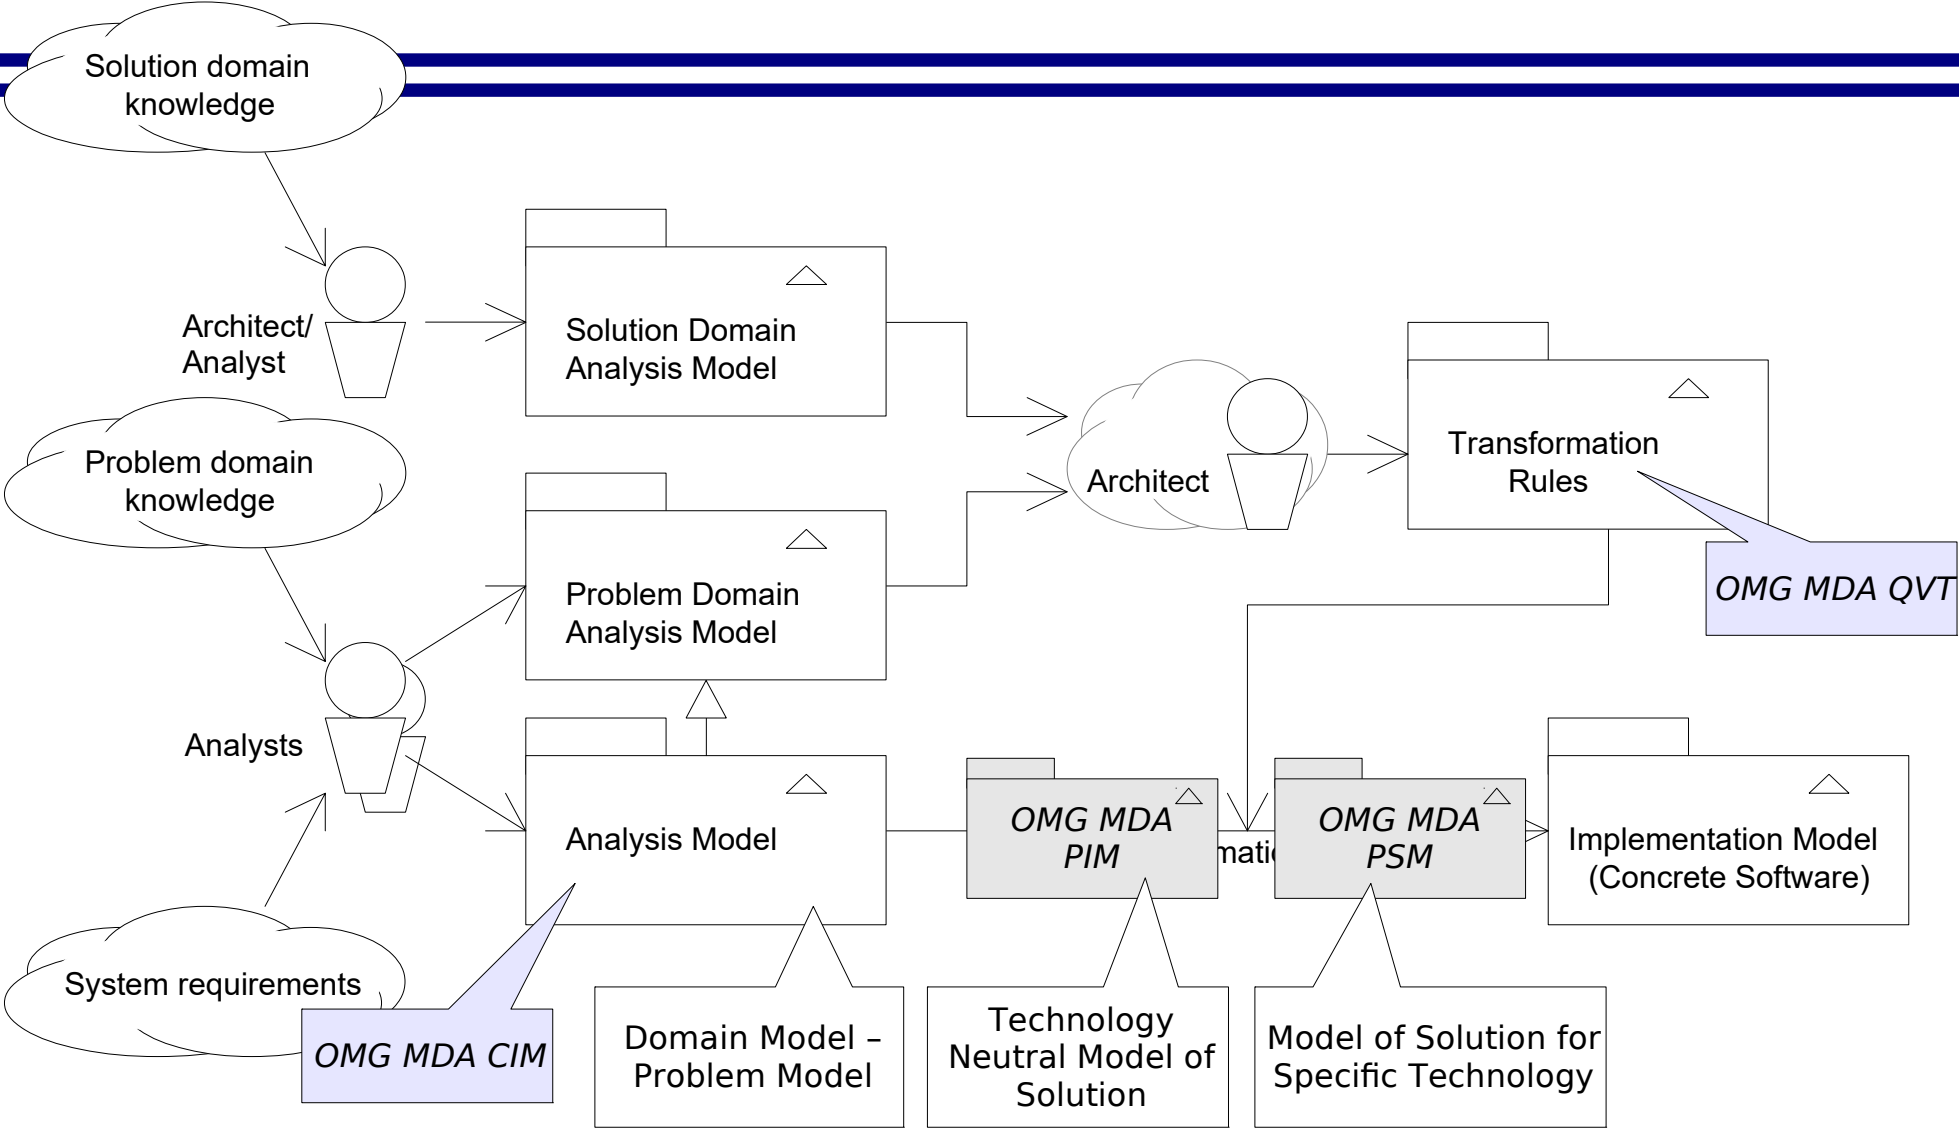 Solution domain
knowledge
Architect/
Analyst
Solution Domain
Analysis Model
Problem domain
knowledge
Architect
Transformation
Rules
OMG MDA QVT
Problem Domain
Analysis Model
Analysts
Analysis Model
OMG MDA
PIM
OMG MDA
PSM
Implementation Model
(Concrete Software)
System requirements
OMG MDA CIM
Domain Model –
Problem Model
Technology
Neutral Model of
Solution
Model of Solution for
Specific Technology